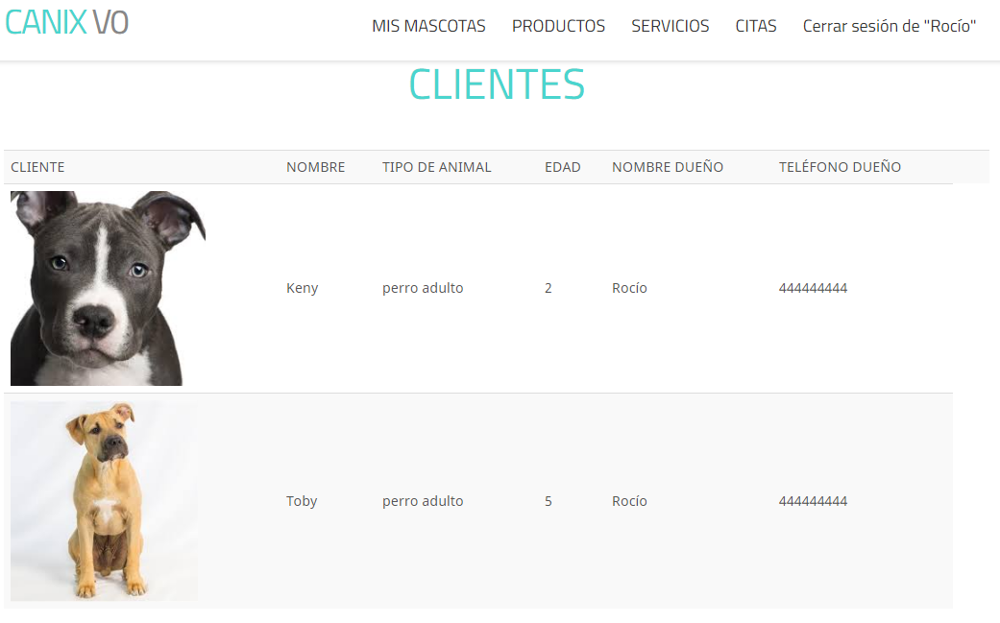 CANIX VO MIS MASCOTAS PRODUCTOS SERVICIOS CITAS Cerrar sesión de "Rocío"
CLIENTES
CLIENTE NOMBRE TIPO DE ANIMAL EDAD NOMBRE DUEÑO TELÉFONO DUEÑO
Keny perro adulto 2 Rocío 444444444
Toby perro adulto 5 Rocío 444444444